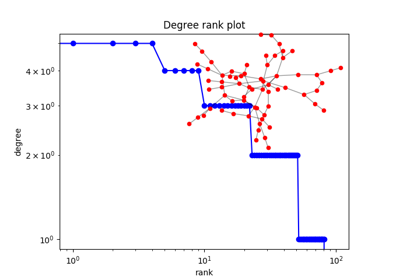 Degree rank plot
degree
4 × 10⁰
3 × 10⁰
2 × 10⁰
10⁰
10⁰ 10¹ 10²
rank